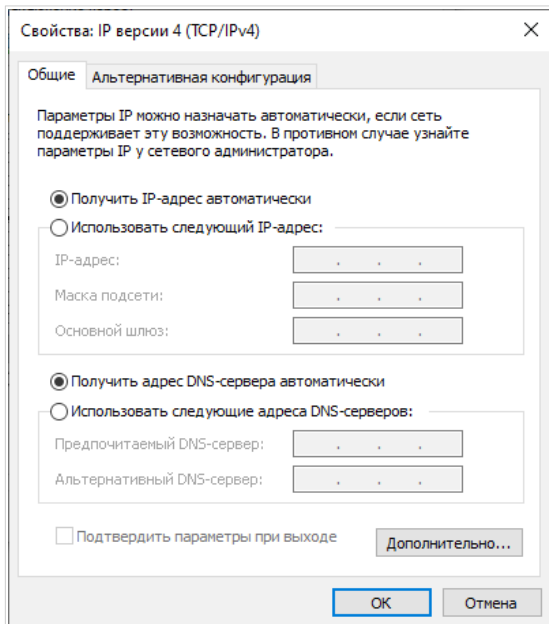 Свойства: IP версии 4 (TCP/IPv4)
Общие
Альтернативная конфигурация
Параметры IP можно назначать автоматически, если сеть
поддерживает эту возможность. В противном случае узнайте
параметры IP у сетевого администратора.
Получить IP-адрес автоматически
Использовать следующий IP-адрес:
IP-адрес:
Маска подсети:
Основной шлюз:
Получить адрес DNS-сервера автоматически
Использовать следующие адреса DNS-серверов:
Предпочитаемый DNS-сервер:
Альтернативный DNS-сервер:
Подтвердить параметры при выходе
Дополнительно...
ОК
Отмена